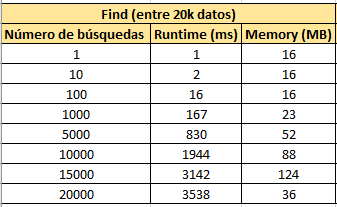 Find (entre 20k datos)
Número de búsquedas Runtime (ms) Memory (MB)
1 1 16
10 2 16
100 16 16
1000 167 23
5000 830 52
10000 1944 88
15000 3142 124
20000 3538 36